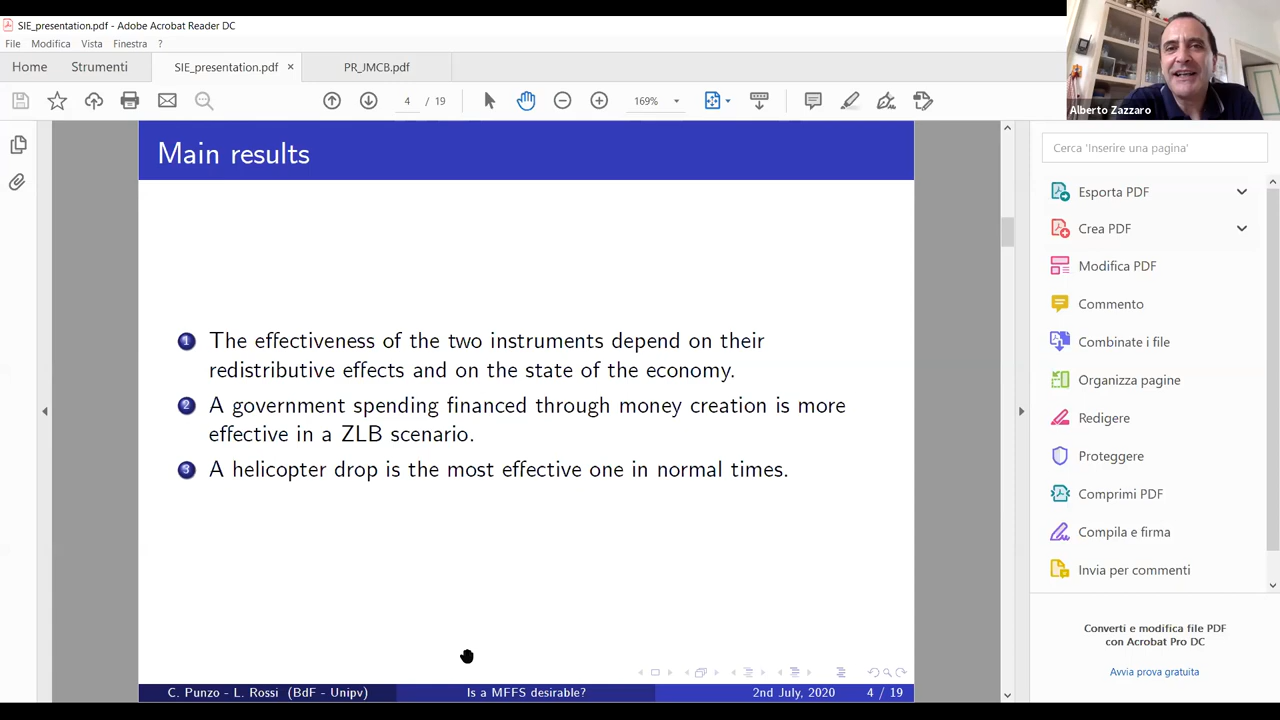 SIE_presentation.pdf - Adobe Acrobat Reader DC
File Modifica Vista Finestra ?
Home Strumenti SIE_presentation.pdf × PR_JMCB.pdf
4 / 19 169%
Alberto Zazzaro
Main results
1 The effectiveness of the two instruments depend on their
redistributive effects and on the state of the economy.
2 A government spending financed through money creation is more
effective in a ZLB scenario.
3 A helicopter drop is the most effective one in normal times.
C. Punzo - L. Rossi (BdF - Unipv) Is a MFFS desirable? 2nd July, 2020 4 / 19
Cerca 'Inserire una pagina'
Esporta PDF
Crea PDF
Modifica PDF
Commento
Combinate i file
Organizza pagine
Redigere
Proteggere
Comprimi PDF
Compila e firma
Invia per commenti
Converti e modifica file PDF
con Acrobat Pro DC
Avvia prova gratuita